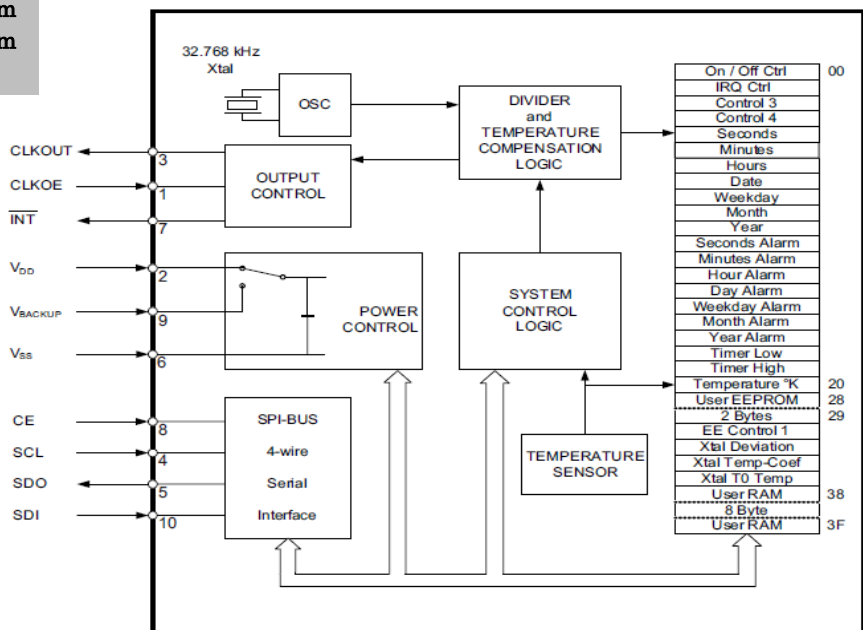 m
m
32.768 kHz
Xtal
OSC
DIVIDER
and
TEMPERATURE
COMPENSATION
LOGIC
CLKOUT
3
CLKOE
1
INT
7
OUTPUT
CONTROL
VDD
2
VBACKUP
9
VSS
6
POWER
CONTROL
SYSTEM
CONTROL
LOGIC
CE
8
SCL
4
SDO
5
SDI
10
SPI-BUS
4-wire
Serial
Interface
TEMPERATURE
SENSOR
On / Off Ctrl 00
IRQ Ctrl
Control 3
Control 4
Seconds
Minutes
Hours
Date
Weekday
Month
Year
Seconds Alarm
Minutes Alarm
Hour Alarm
Day Alarm
Weekday Alarm
Month Alarm
Year Alarm
Timer Low
Timer High
Temperature °K 20
User EEPROM 28
2 Bytes 29
EE Control 1
Xtal Deviation
Xtal Temp-Coef
Xtal T0 Temp
User RAM 38
8 Byte
User RAM 3F